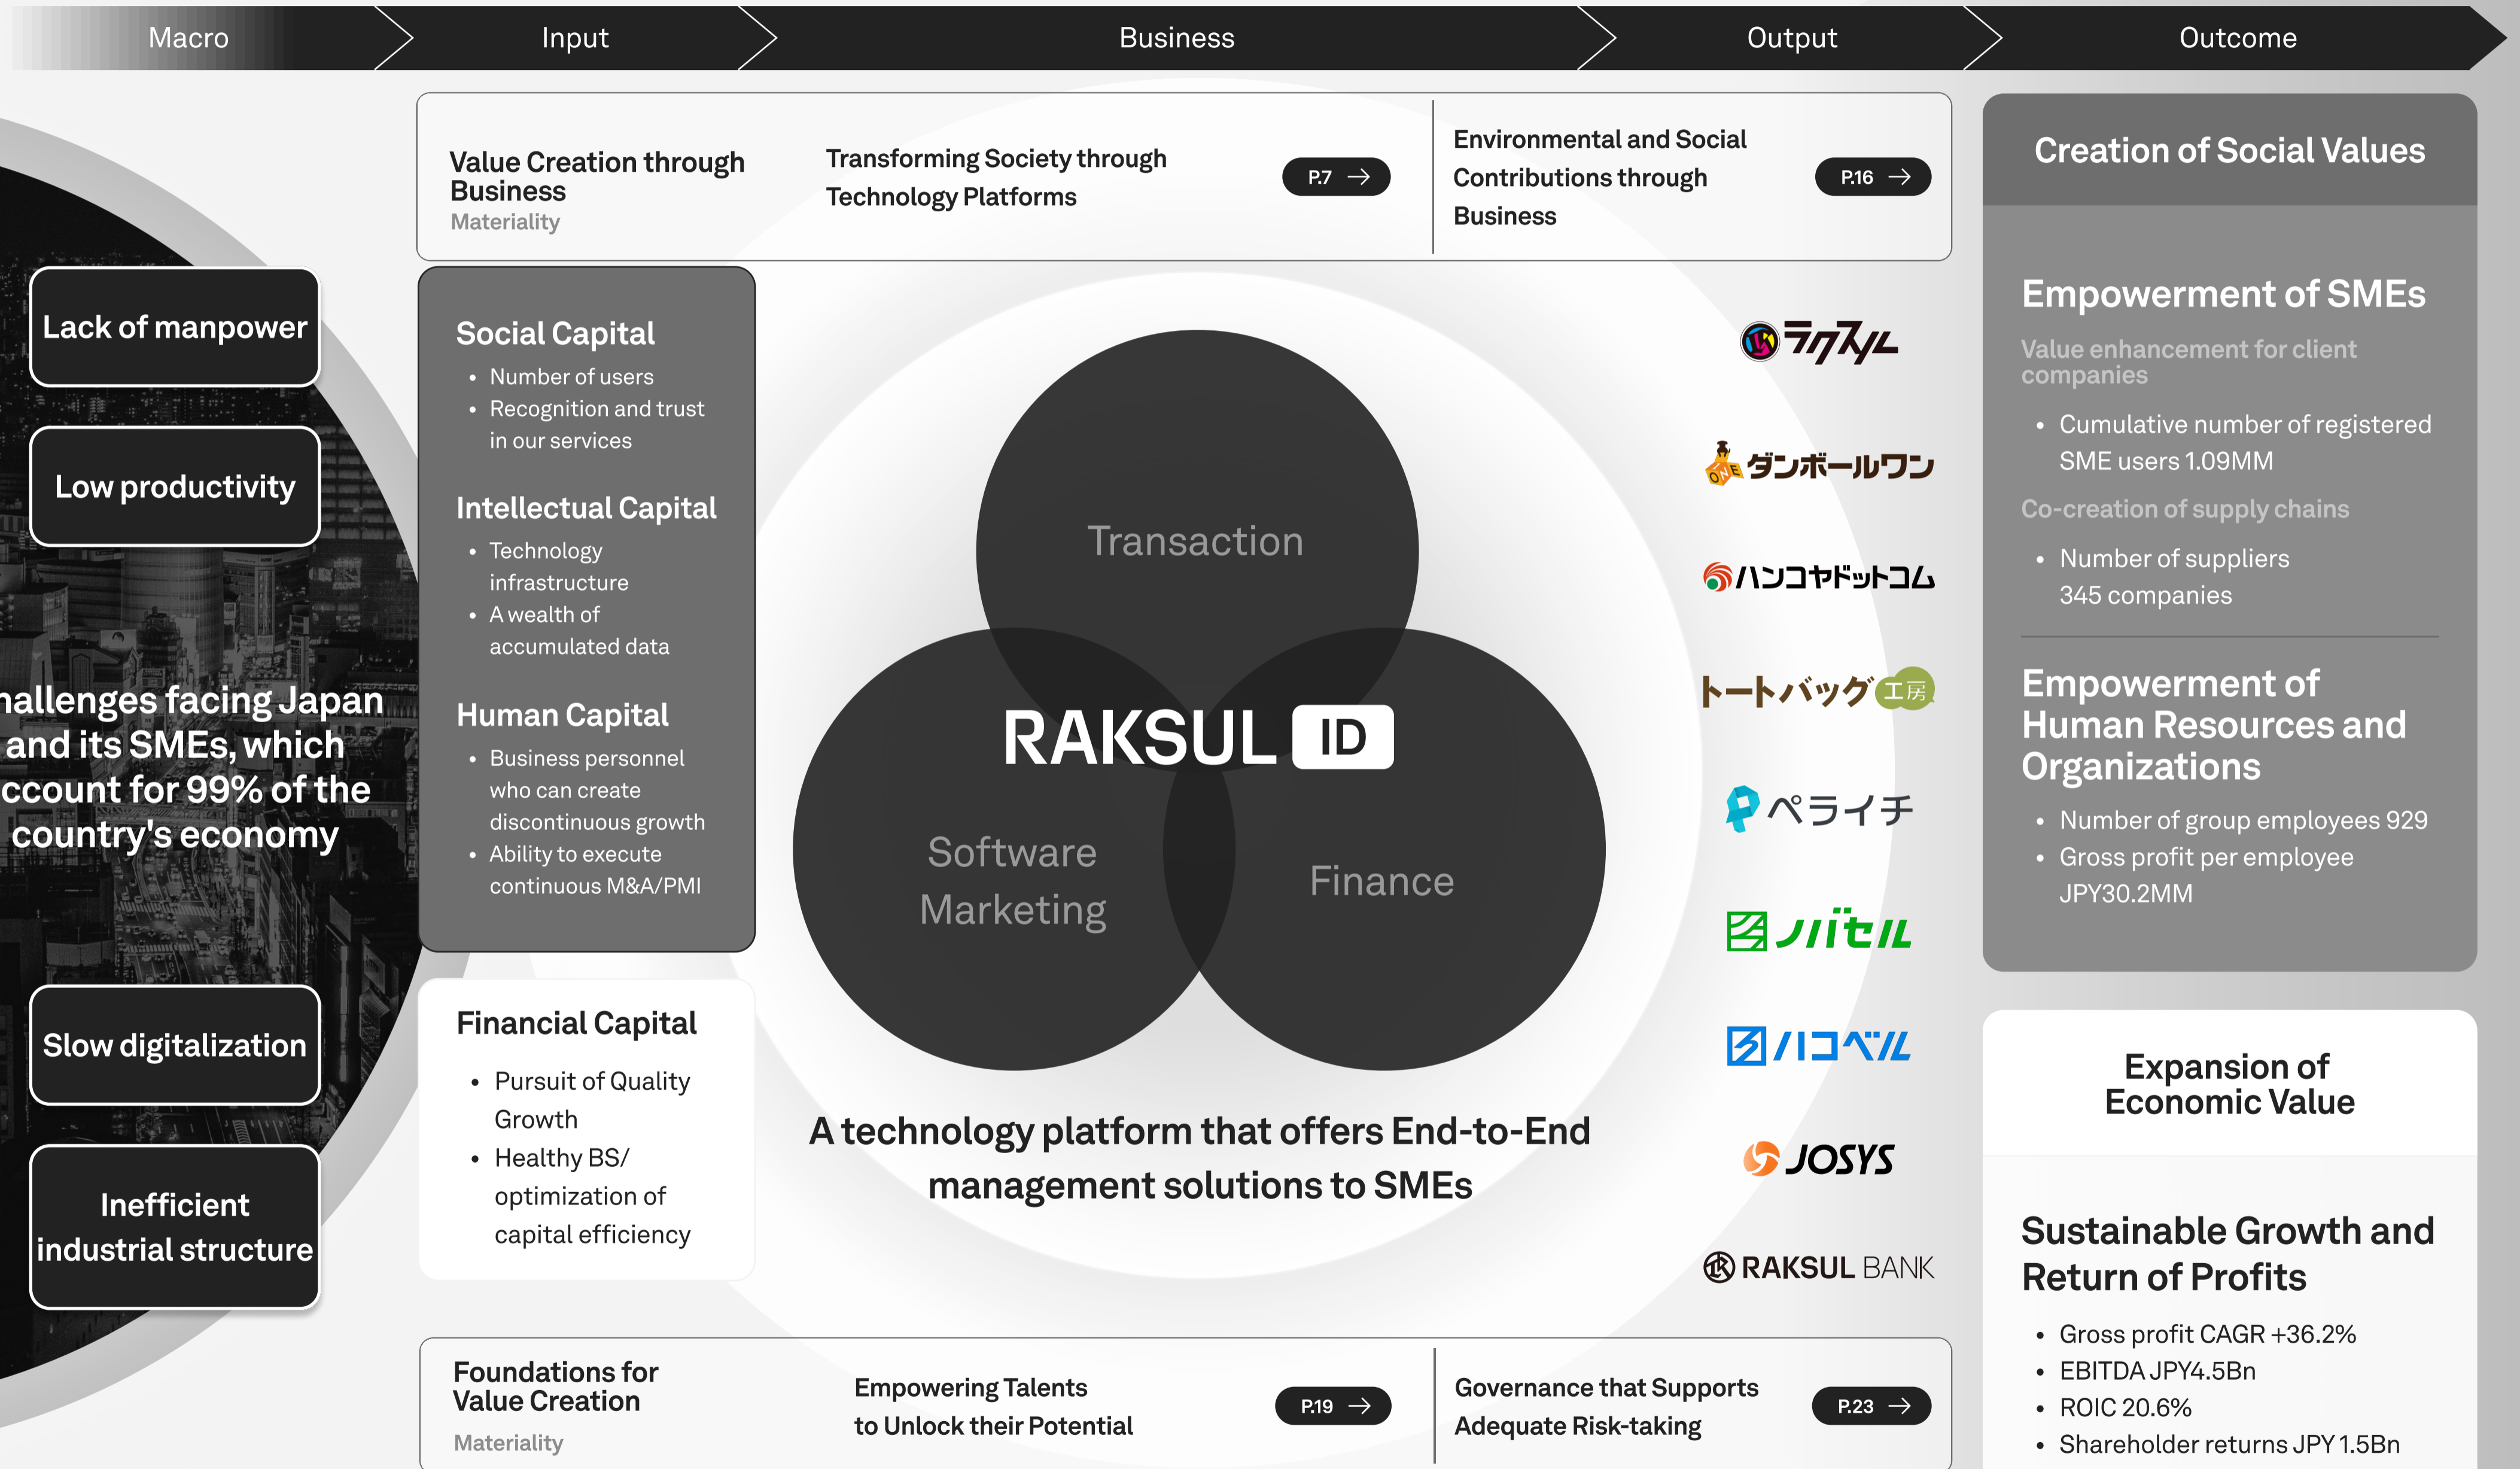 Macro
Input
Business
Output
Outcome
Value Creation through
Business
Materiality
Transforming Society through
Technology Platforms
P.7
Environmental and Social
Contributions through
Business
P.16
Lack of manpower
Low productivity
hallenges facing Japan
and its SMEs, which
ccount for 99% of the
country's economy
Slow digitalization
Inefficient
industrial structure
Social Capital
• Number of users
• Recognition and trust
in our services
Intellectual Capital
• Technology
infrastructure
• A wealth of
accumulated data
Human Capital
• Business personnel
who can create
discontinuous growth
• Ability to execute
continuous M&A/PMI
Financial Capital
• Pursuit of Quality
Growth
• Healthy BS/
optimization of
capital efficiency
Transaction
RAKSUL ID
Software
Marketing
Finance
A technology platform that offers End-to-End
management solutions to SMEs
ラクスル
ONE ダンボールワン
ハンコヤドットコム
トートバッグ工房
ペライチ
ノバセル
ハコベル
JOSYS
RAKSUL BANK
Creation of Social Values
Empowerment of SMEs
Value enhancement for client
companies
• Cumulative number of registered
SME users 1.09MM
Co-creation of supply chains
• Number of suppliers
345 companies
Empowerment of
Human Resources and
Organizations
• Number of group employees 929
• Gross profit per employee
JPY30.2MM
Expansion of
Economic Value
Sustainable Growth and
Return of Profits
• Gross profit CAGR +36.2%
• EBITDA JPY4.5Bn
• ROIC 20.6%
• Shareholder returns JPY 1.5Bn
Foundations for
Value Creation
Materiality
Empowering Talents
to Unlock their Potential
P.19
Governance that Supports
Adequate Risk-taking
P.23